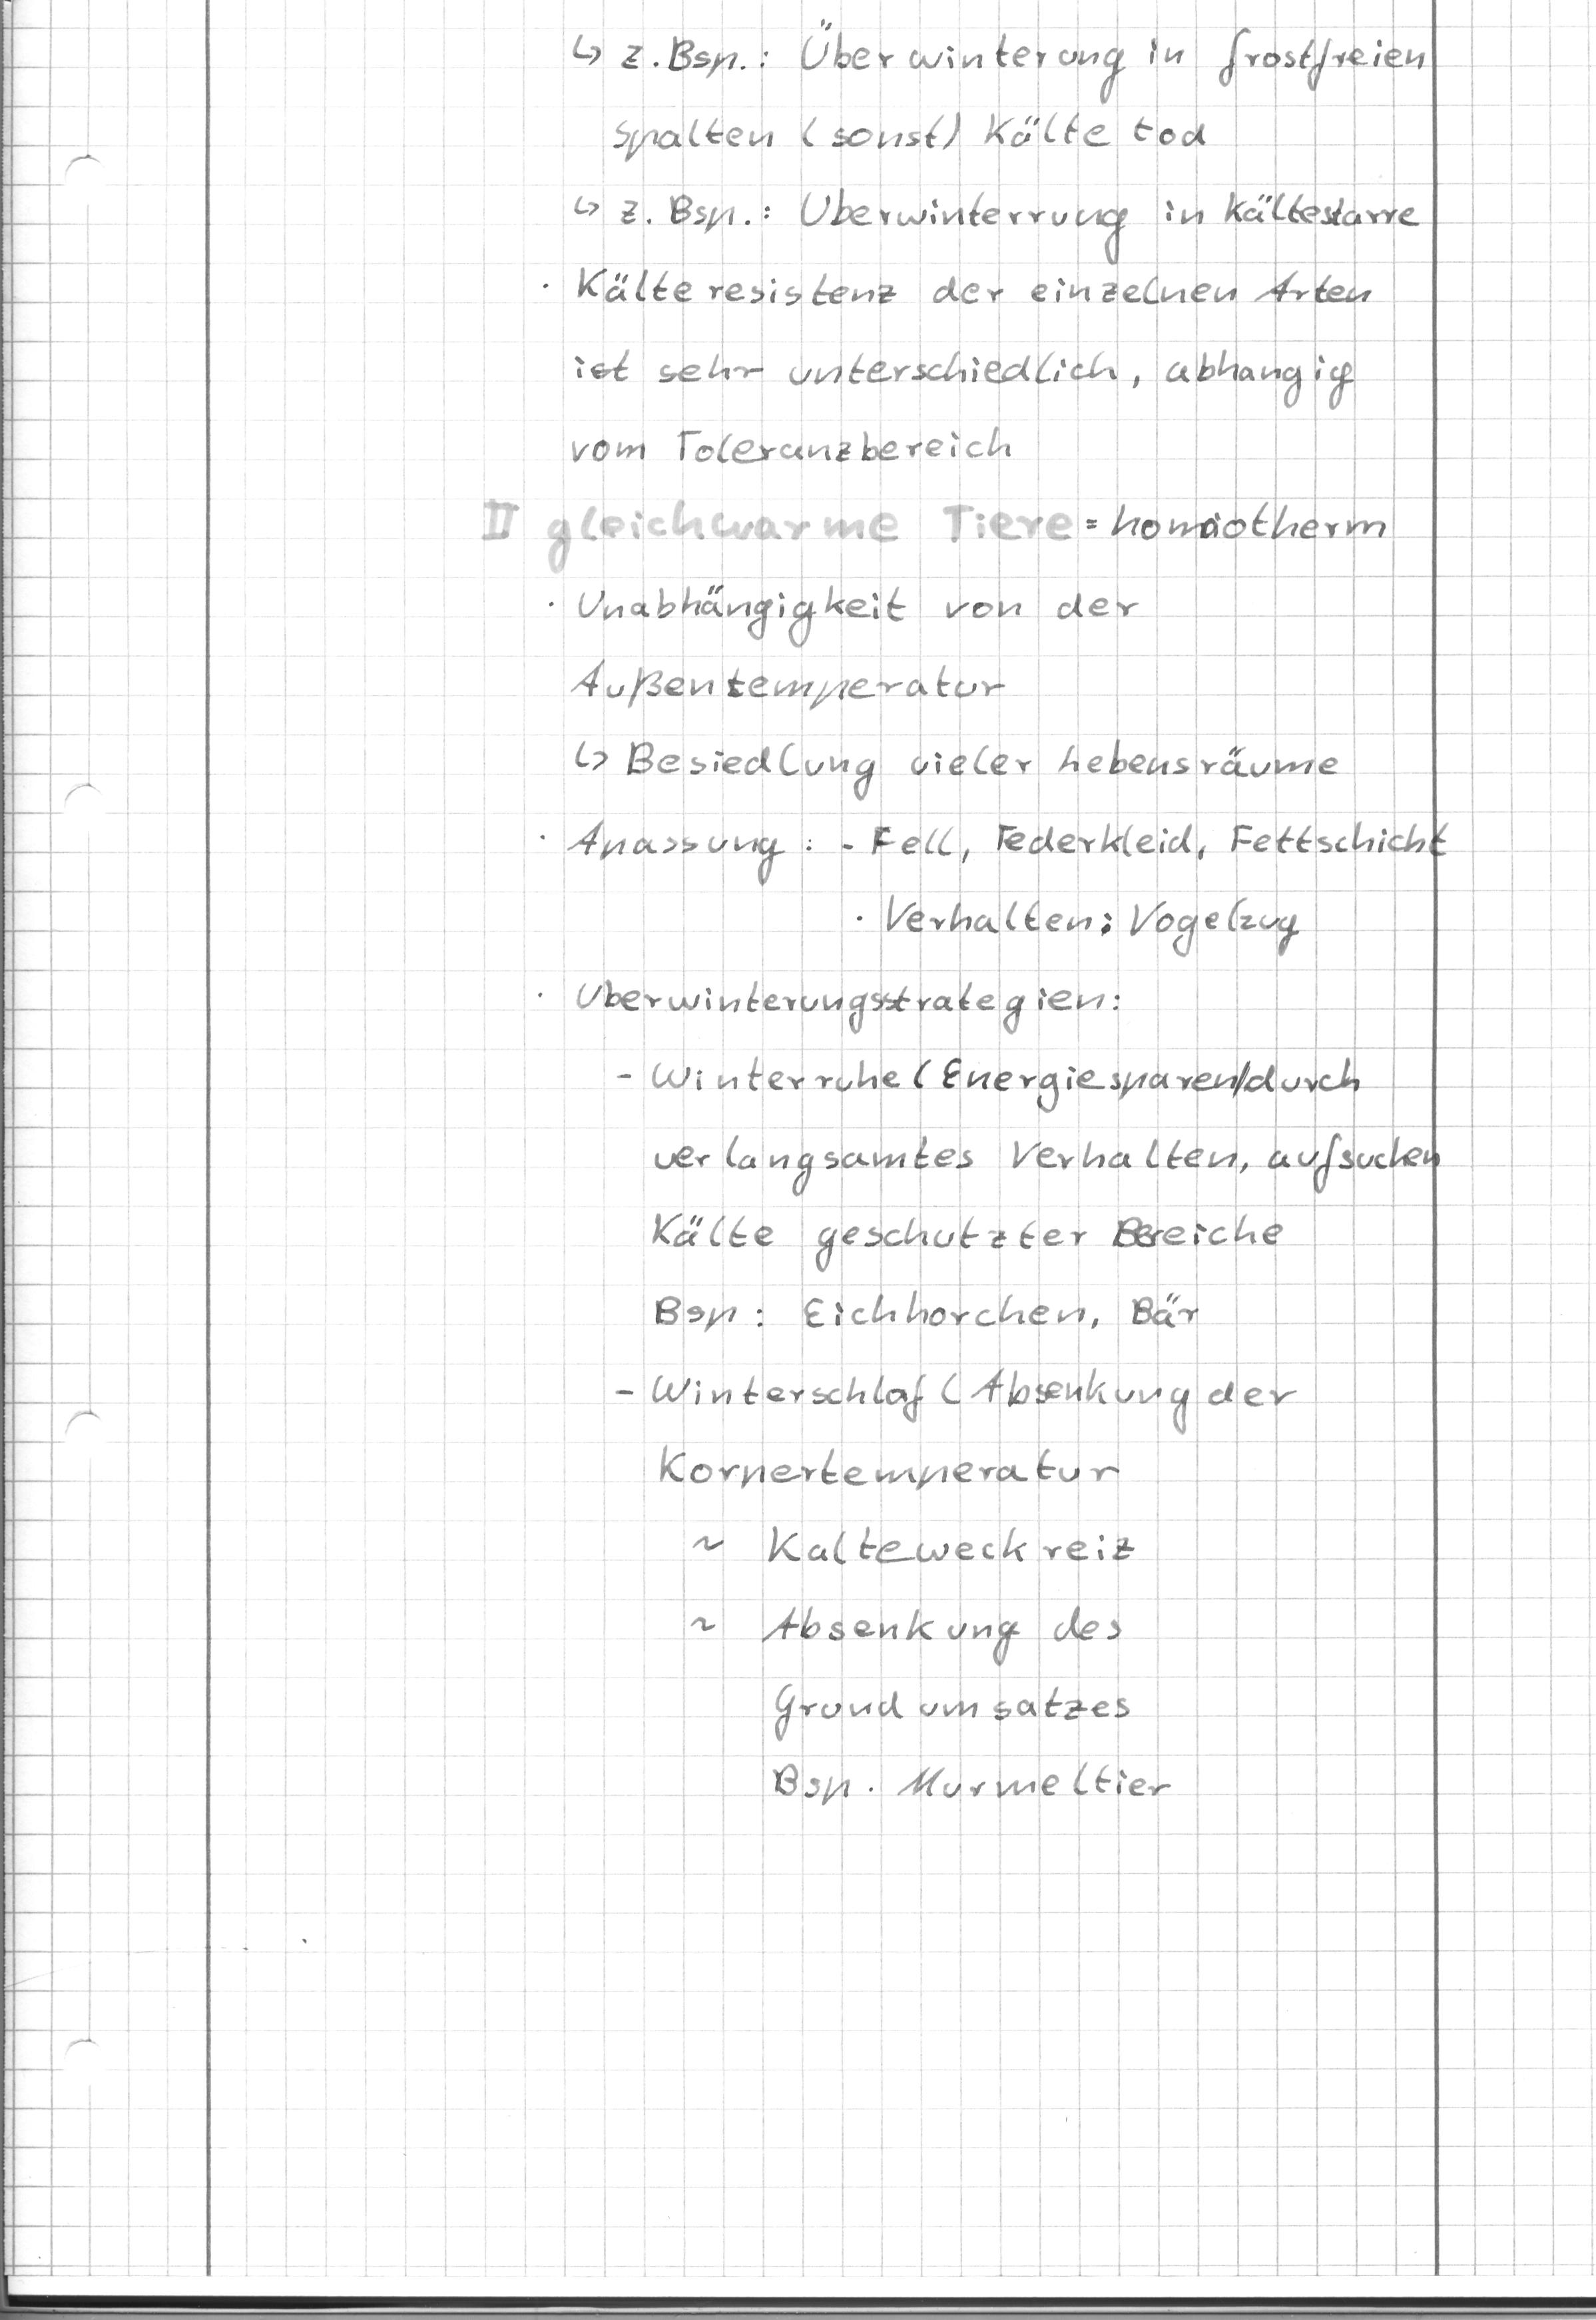 ↳ z.Bsp.: Überwinterung in frostfreien
spalten (sonst) Kälte tod
↳ z.Bsp.: Uberwinterrung in Kältestarre
· Kälteresistenz der einzelnen Arten
ist sehr unterschiedlich, abhangig
vom Toleranzbereich
II gleichwarme Tiere = homoiotherm
· Unabhängigkeit von der
Außentemperatur
↳ Besiedlung vieler Lebensräume
· Anassung : - Fell, Federkleid, Fettschicht
· Verhalten: Vogelzug
· Uberwinterungsstrategien:
- Winterruhe (Energiesparen/durch
verlangsamtes Verhalten, aufsuchen
Kälte geschutzter Bereiche
Bsp: Eichhorchen, Bär
- Winterschlaf (Absenkung der
Korpertemperatur
~ Kalteweckreiz
~ Absenkung des
Grundumsatzes
Bsp. Murmeltier